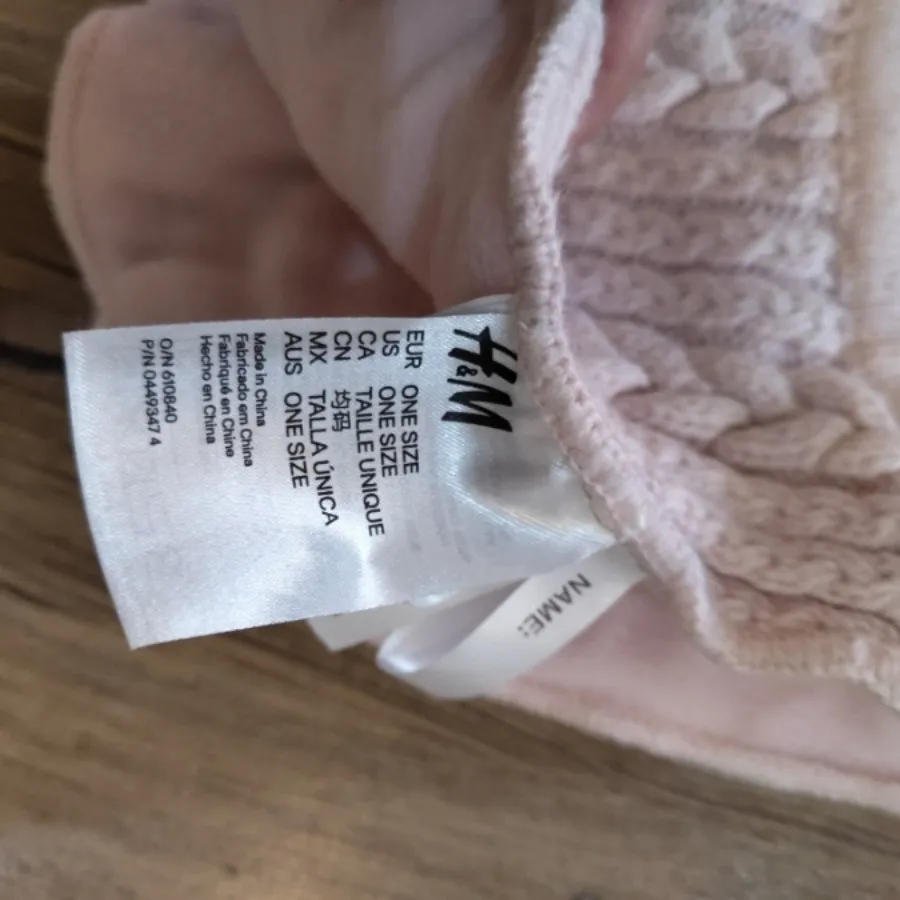 H&M
EUR ONE SIZE
US ONE SIZE
CA TAILLE UNIQUE
CN 均码
MX TALLA ÚNICA
AUS ONE SIZE
Made in China
Fabricado em China
Fabriqué en Chine
Hecho en China
O/N 610840
P/N 0449347 4
NAME: